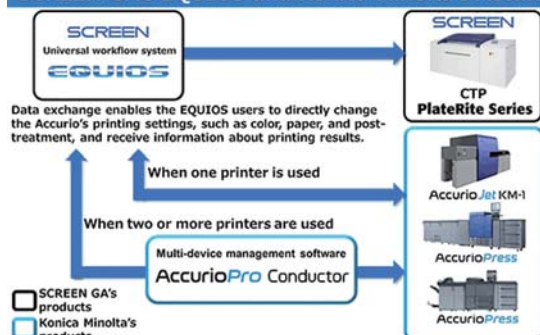 SCREEN
Universal workflow system
EQUIOS
SCREEN
CTP
PlateRite Series
Data exchange enables the EQUIOS users to directly change
the Accurio's printing settings, such as color, paper, and post-
treatment, and receive information about printing results.
When one printer is used
AccurioJet KM-1
When two or more printers are used
AccurioPress
Multi-device management software
AccurioPro Conductor
AccurioPress
SCREEN GA's
products
Konica Minolta's